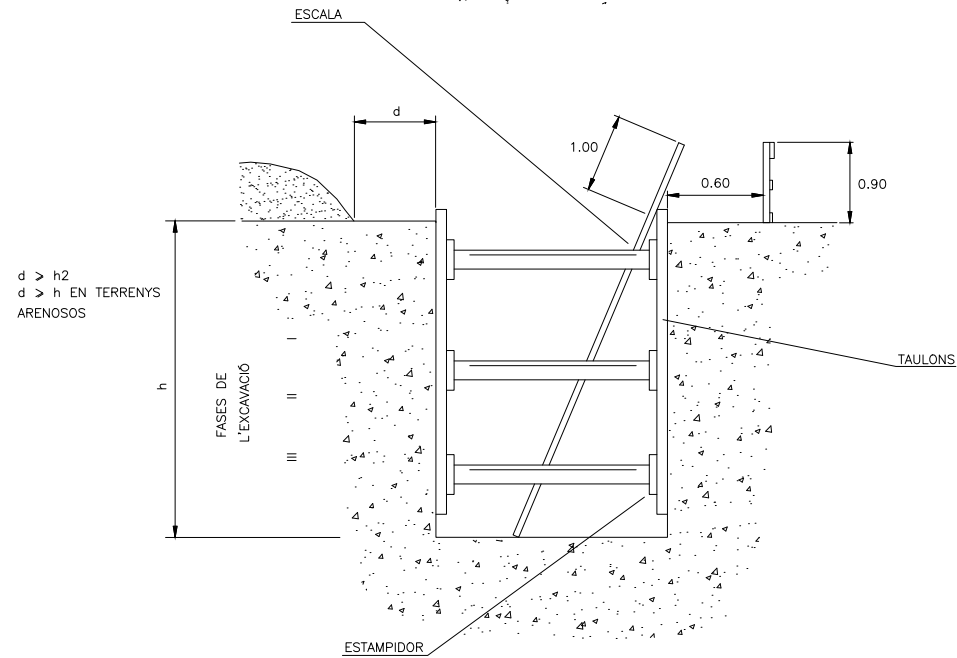 ESCALA
d
1.00
0.60
0.90
d ⩾ h2
d ⩾ h EN TERRENYS
ARENOSOS
h
FASES DE
L'EXCAVACIÓ
I
II
III
TAULONS
ESTAMPIDOR